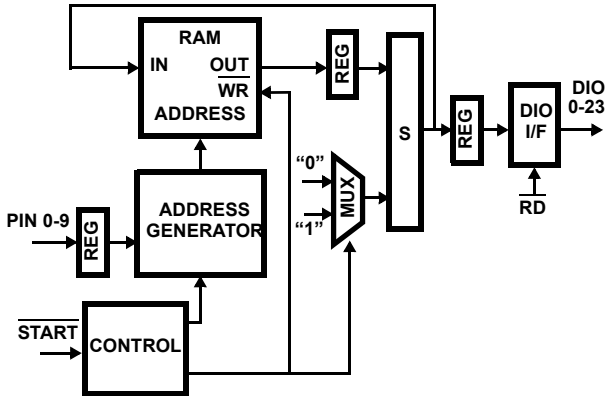 RAM
IN
OUT
WR
ADDRESS
REG
S
REG
DIO
I/F
DIO
0-23
RD
"0"
"1"
MUX
PIN 0-9
REG
ADDRESS
GENERATOR
START
CONTROL